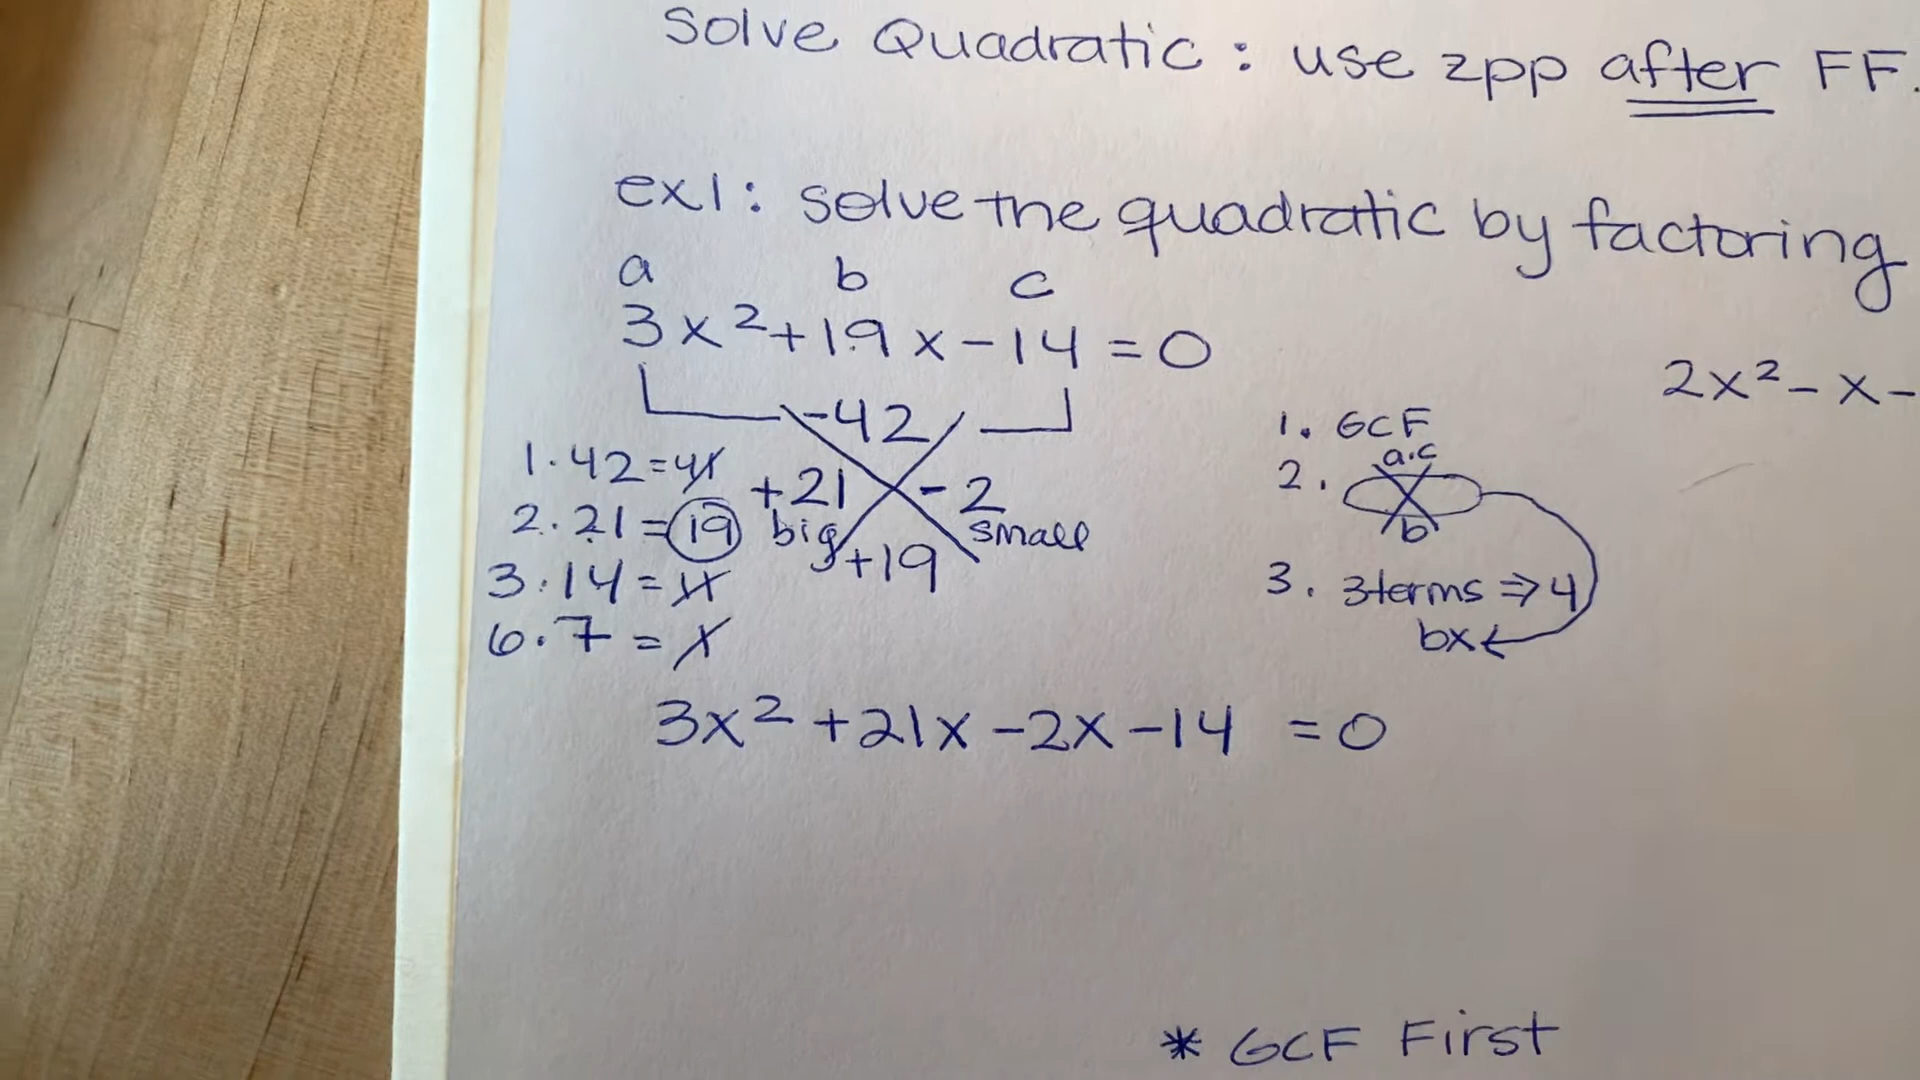 Solve Quadratic: use zpp after FF.
ex1: solve the quadratic by factoring
a b c
3x²+19x-14=0
2x²-x-
-42
1·42=41
+21 -2
2·21=19
big small
+19
3·14=11
6·7=1
1. GCF
2. a·c
b
3. 3terms ⇒ 4
bx ←
3x²+21x-2x-14 =0
* GCF First